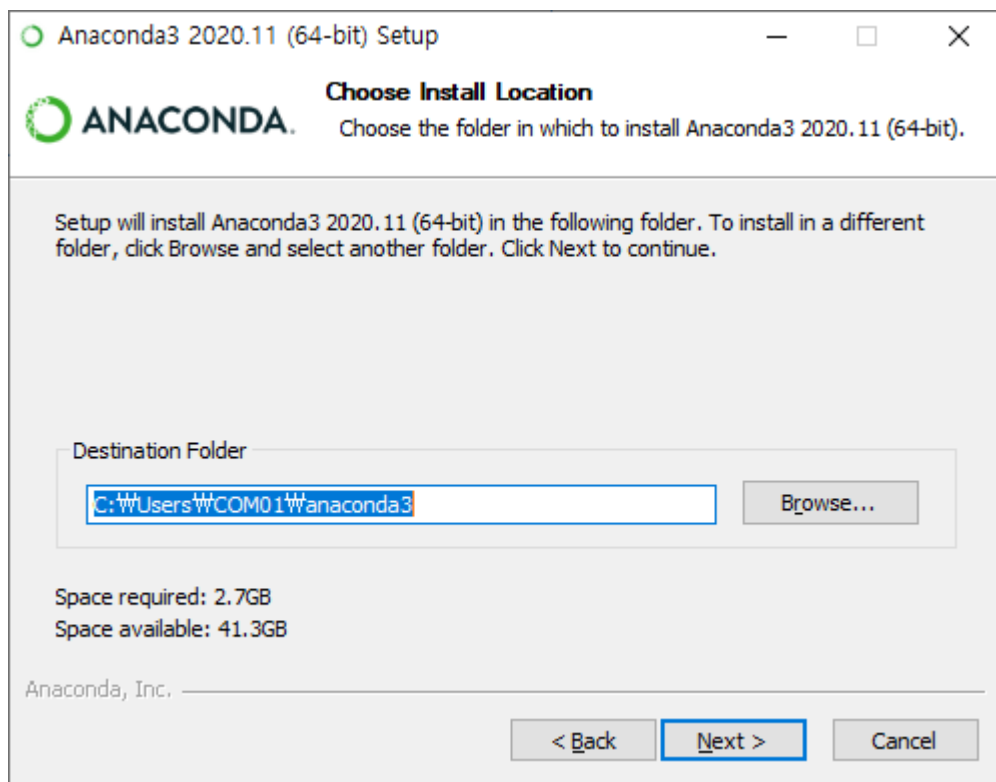 Anaconda3 2020.11 (64-bit) Setup
ANACONDA.
Choose Install Location
Choose the folder in which to install Anaconda3 2020.11 (64-bit).
Setup will install Anaconda3 2020.11 (64-bit) in the following folder. To install in a different
folder, click Browse and select another folder. Click Next to continue.
Destination Folder
C:₩Users₩COM01₩anaconda3
Browse...
Space required: 2.7GB
Space available: 41.3GB
Anaconda, Inc.
< Back
Next >
Cancel